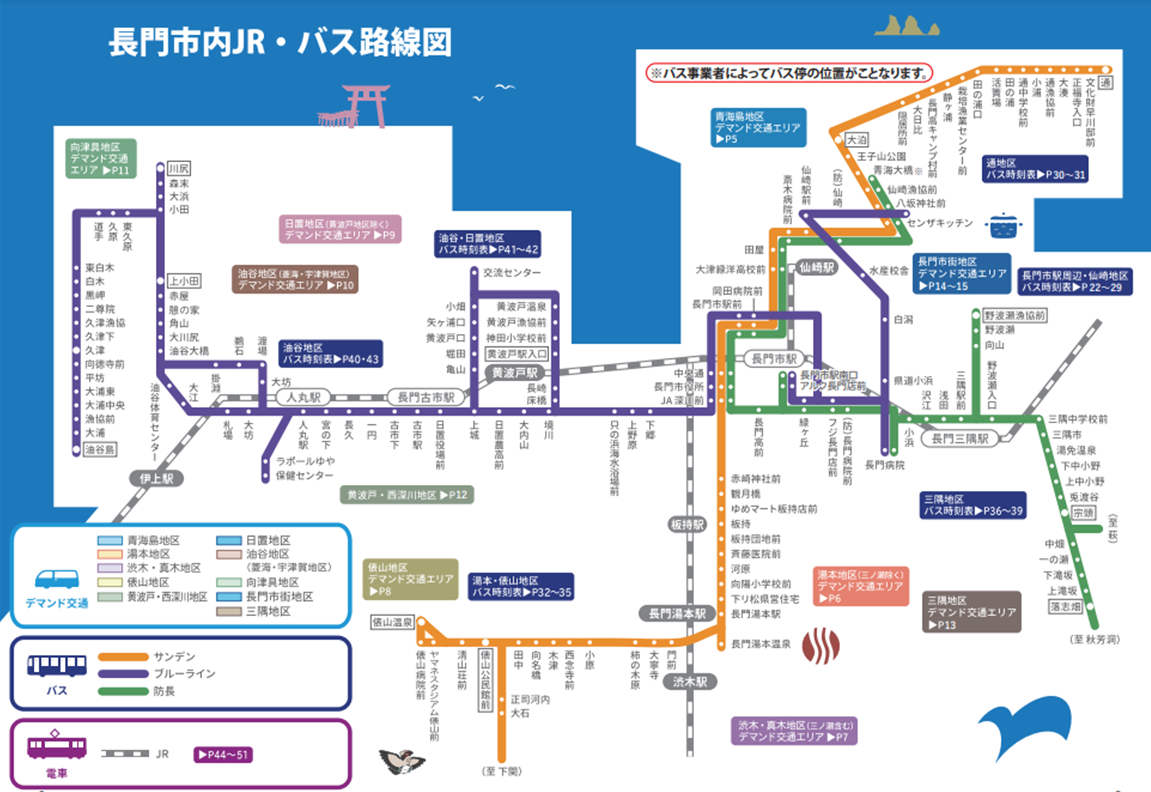 長門市内JR・バス路線図
※バス事業者によってバス停の位置がことなります。
向津具地区
デマンド交通
エリア ▶P11
川尻
森末
大浜
小田
道手
久原
東久原
東白木
白木
黒岬
二尊院
久津漁協
久津下
久津
向徳寺前
平坊
大浦東
大浦中央
漁協前
大浦
油谷島
上小田
赤屋
憩の家
角山
大川尻
油谷大橋
鵜石
渡場
大坊
油谷体育センター
大江
掛淵
札場
大坊
人丸駅
伊上駅
ラポールゆや
保健センター
日置地区(黄波戸地区除く)
デマンド交通エリア ▶P9
油谷地区(菱海・宇津賀地区)
デマンド交通エリア ▶P10
油谷地区
バス時刻表▶P40・43
油谷・日置地区
バス時刻表▶P41〜42
交流センター
小畑
矢ヶ浦口
黄波戸口
堀田
亀山
黄波戸温泉
黄波戸漁協前
神田小学校前
黄波戸駅入口
黄波戸駅
長崎
床橋
長門古市駅
人丸駅
宮の下
長久
一円
古市下
古市駅
日置役場前
上城
日置農高前
大内山
境川
只の浜海水浴場前
上野原
下郷
黄波戸・西深川地区 ▶P12
青海島地区
デマンド交通エリア
▶P5
大泊
王子山公園
青海大橋※
仙崎漁協前
八坂神社前
センザキッチン
隠居所前
大日比
長門高キャンプ村前
静ヶ浦
栽培漁業センター前
田の浦口
活簀場
田の浦
通中学校前
小浦
通漁協前
大湊
正福寺入口
文化財早川邸前
通
通地区
バス時刻表▶P30〜31
斎木病院前
仙崎駅前
(防)仙崎
田屋
大津緑洋高校前
岡田病院前
長門市駅前
仙崎駅
水産校舎
白潟
長門市街地区
デマンド交通エリア
▶P14〜15
長門市駅周辺・仙崎地区
バス時刻表▶P22〜29
長門市駅
長門市駅南口
アルク長門店前
中央通
長門市役所
JA深川前
長門高前
緑ヶ丘
フジ長門店前
(防)長門病院前
長門病院
県道小浜
小浜
沢江
浅田
三隅駅前
野波瀬入口
野波瀬漁協前
野波瀬
向山
長門三隅駅
三隅中学校前
三隅市
湯免温泉
下中小野
上中小野
兎渡谷
宗頭
(至 萩)
中畑
一の瀬
下滝坂
上滝坂
落志畑
(至 秋芳洞)
三隅地区
バス時刻表▶P36〜39
三隅地区
デマンド交通エリア
▶P13
赤崎神社前
観月橋
ゆめマート板持店前
板持
板持団地前
斉藤医院前
河原
向陽小学校前
下リ松県営住宅
長門湯本駅
長門湯本温泉
板持駅
長門湯本駅
渋木駅
湯本地区(三ノ瀬除く)
デマンド交通エリア
▶P6
渋木・真木地区(三ノ瀬含む)
デマンド交通エリア ▶P7
俵山地区
デマンド交通エリア
▶P8
湯本・俵山地区
バス時刻表▶P32〜35
俵山温泉
俵山病院前
ヤマネスタジアム俵山前
清山荘前
俵山公民館前
田中
向名橋
木津
西念寺前
小原
柿の木原
大寧寺
門前
正司河内
大石
(至 下関)
デマンド交通
青海島地区
湯本地区
渋木・真木地区
俵山地区
黄波戸・西深川地区
日置地区
油谷地区
(菱海・宇津賀地区)
向津具地区
長門市街地区
三隅地区
バス
サンデン
ブルーライン
防長
電車
JR
▶P44〜51